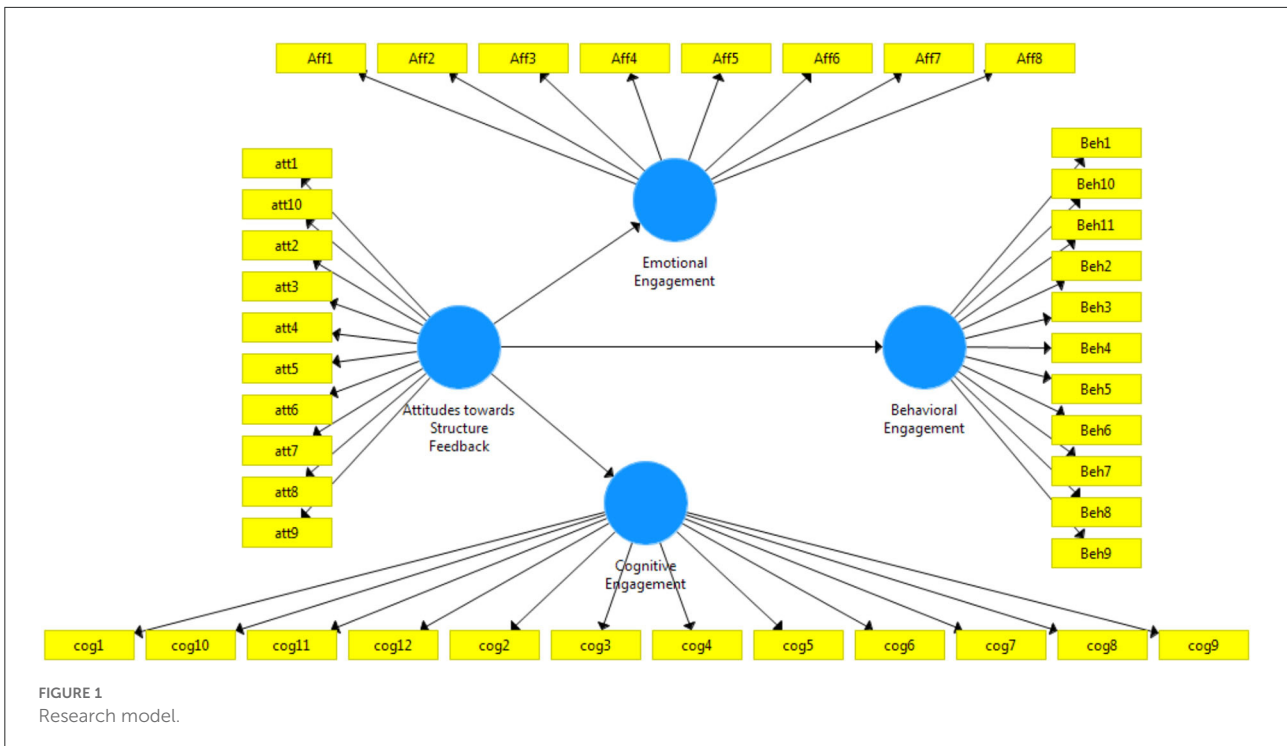 Aff1
Aff2
Aff3
Aff4
Aff5
Aff6
Aff7
Aff8
att1
att10
att2
att3
att4
att5
att6
att7
att8
att9
Emotional
Engagement
Attitudes towards
Structure
Feedback
Behavioral
Engagement
Beh1
Beh10
Beh11
Beh2
Beh3
Beh4
Beh5
Beh6
Beh7
Beh8
Beh9
Cognitive
Engagement
cog1
cog10
cog11
cog12
cog2
cog3
cog4
cog5
cog6
cog7
cog8
cog9
FIGURE 1
Research model.